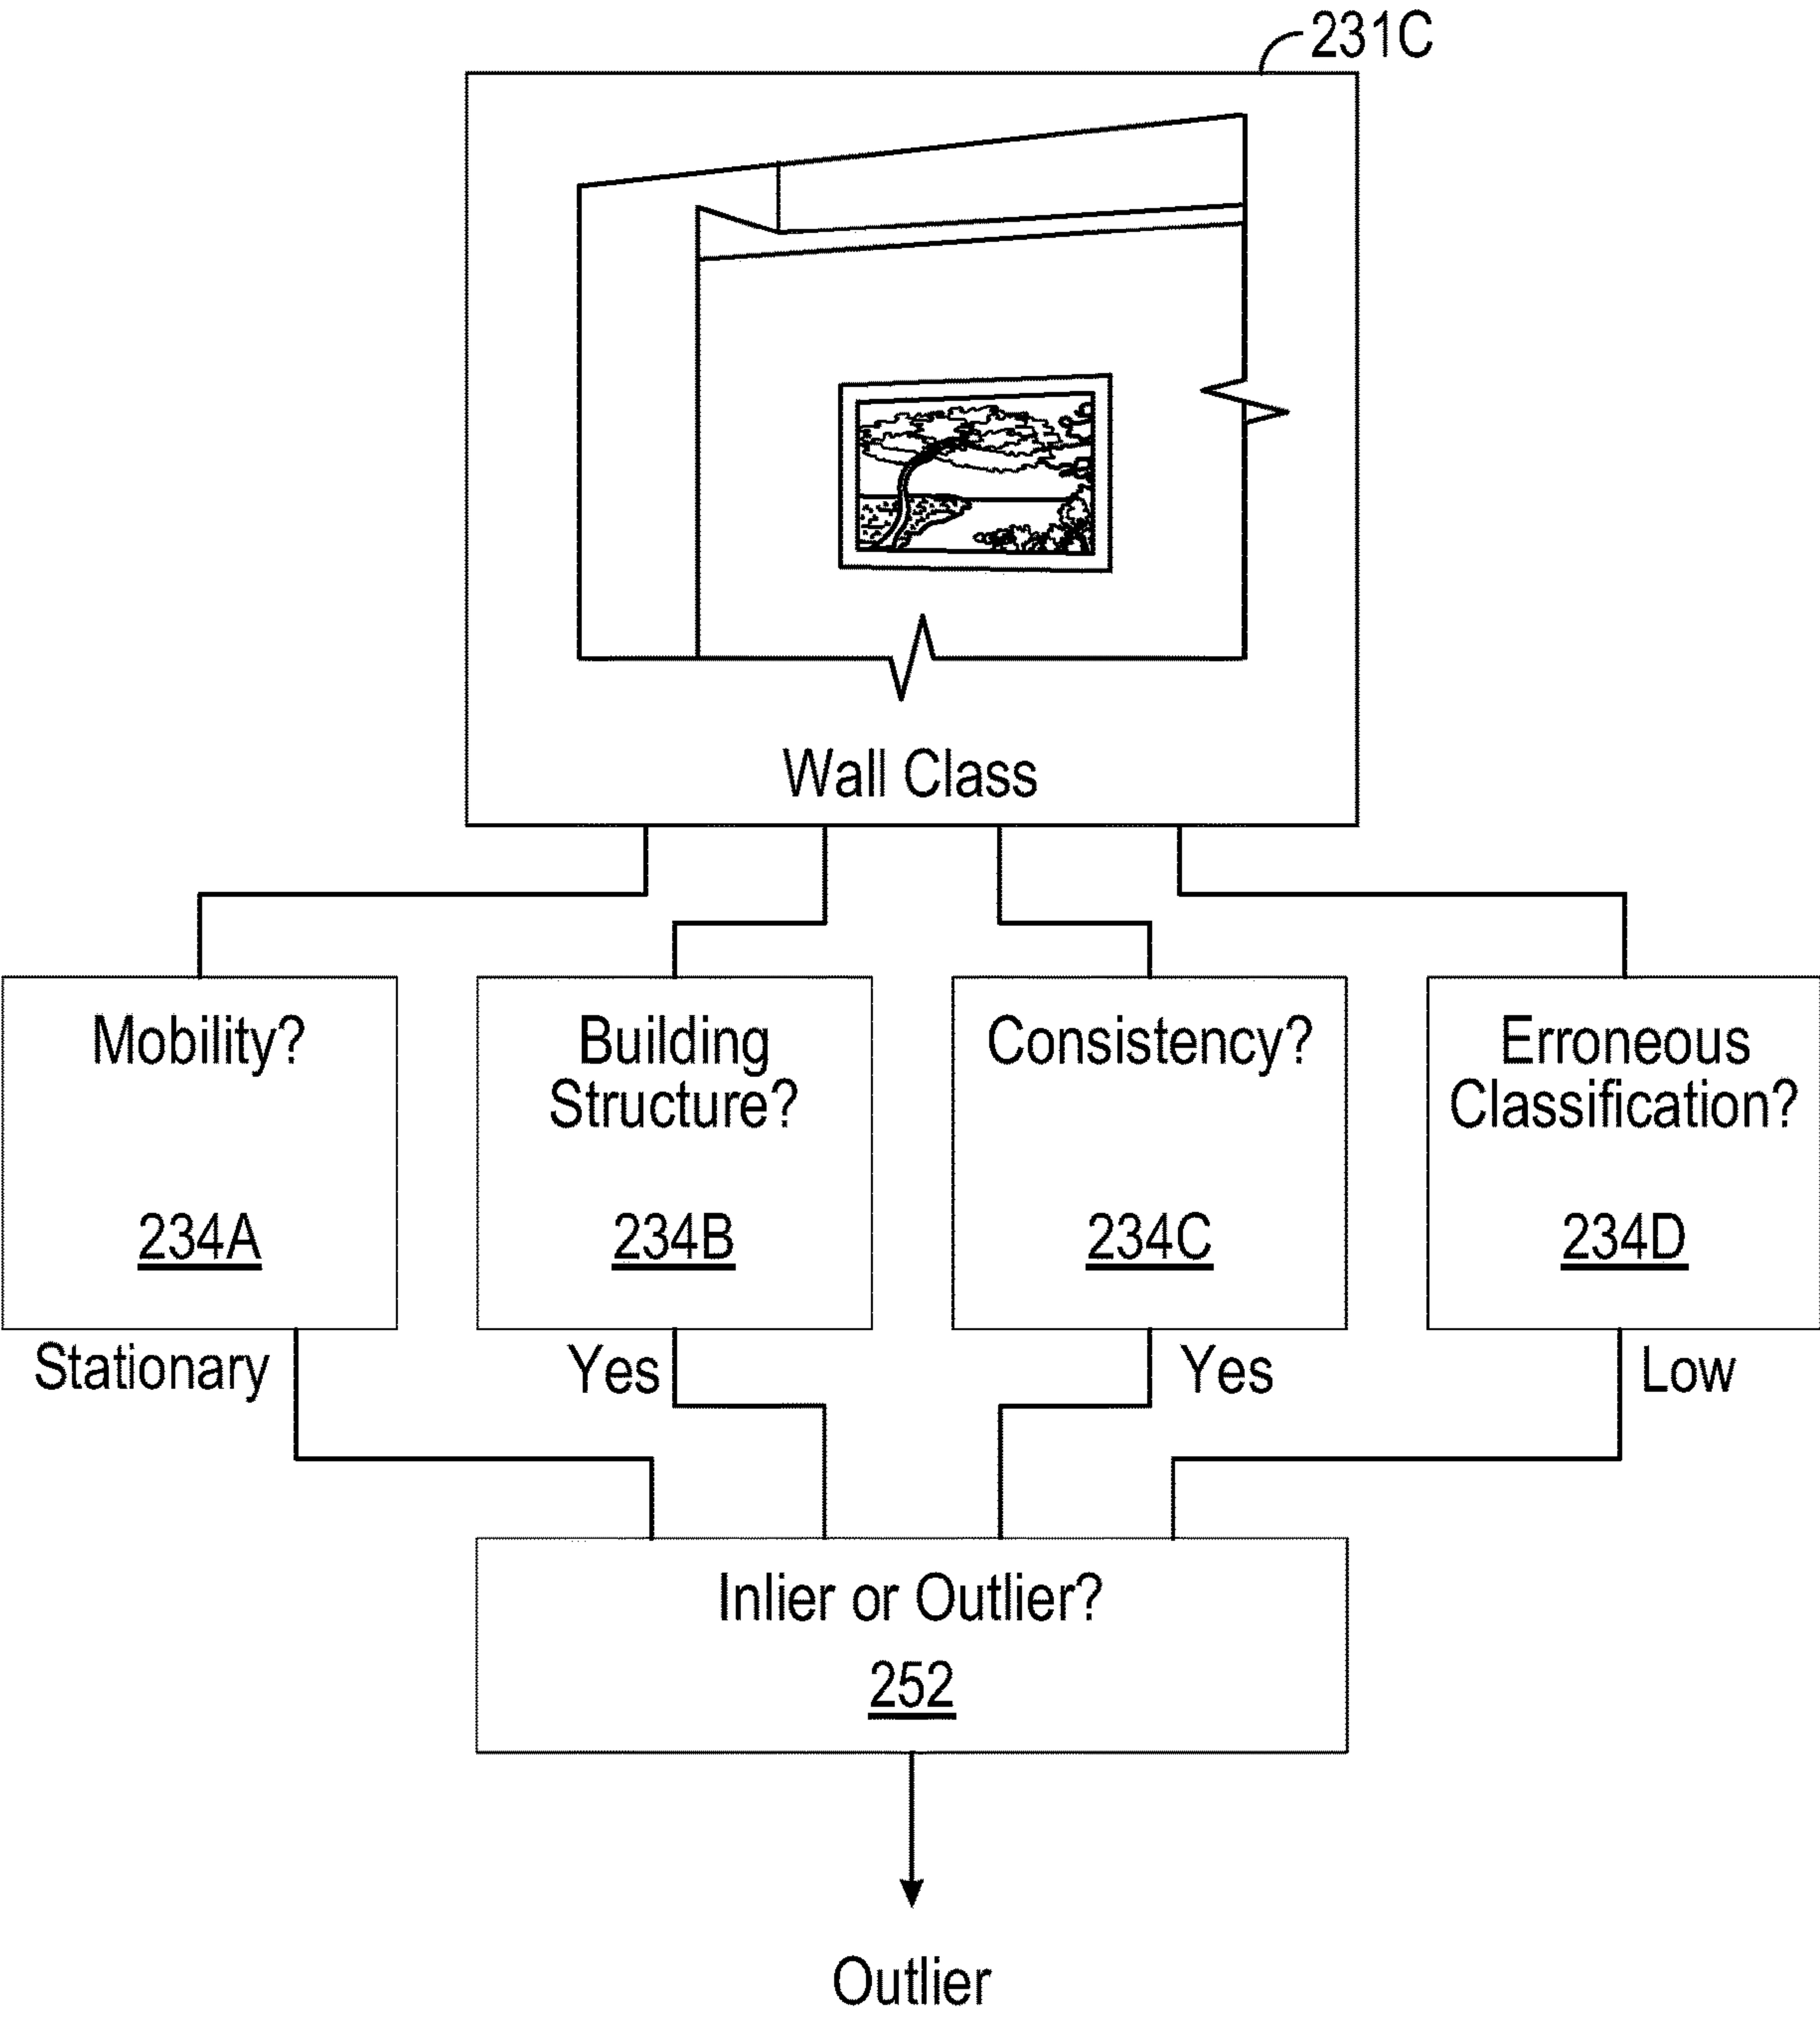 231C
Wall Class
Mobility?
234A
Building
Structure?
234B
Consistency?
234C
Erroneous
Classification?
234D
Stationary
Yes
Yes
Low
Inlier or Outlier?
252
Outlier